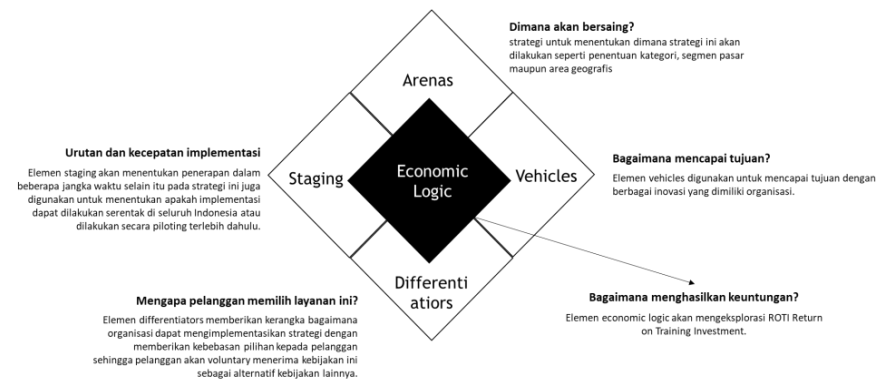 Dimana akan bersaing?
strategi untuk menentukan dimana strategi ini akan
dilakukan seperti penentuan kategori, segmen pasar
maupun area geografis
Arenas
Urutan dan kecepatan implementasi
Elemen staging akan menentukan penerapan dalam
beberapa jangka waktu selain itu pada strategi ini juga
digunakan untuk menentukan apakah implementasi
dapat dilakukan serentak di seluruh Indonesia atau
dilakukan secara piloting terlebih dahulu.
Staging
Economic
Logic
Vehicles
Bagaimana mencapai tujuan?
Elemen vehicles digunakan untuk mencapai tujuan dengan
berbagai inovasi yang dimiliki organisasi.
Differenti
atiors
Mengapa pelanggan memilih layanan ini?
Elemen differentiators memberikan kerangka bagaimana
organisasi dapat mengimplementasikan strategi dengan
memberikan kebebasan pilihan kepada pelanggan
sehingga pelanggan akan voluntary menerima kebijakan ini
sebagai alternatif kebijakan lainnya.
Bagaimana menghasilkan keuntungan?
Elemen economic logic akan mengeksplorasi ROTI Return
on Training Investment.